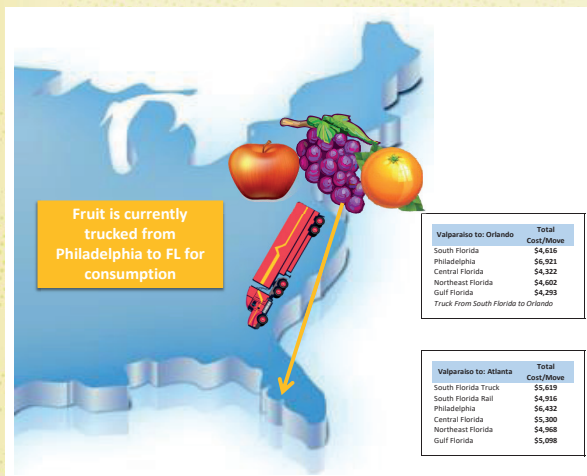 Fruit is currently
trucked from
Philadelphia to FL for
consumption
Valparaiso to: Orlando Total Cost/Move
South Florida $4,616
Philadelphia $6,921
Central Florida $4,322
Northeast Florida $4,602
Gulf Florida $4,293
Truck From South Florida to Orlando
Valparaiso to: Atlanta Total Cost/Move
South Florida Truck $5,619
South Florida Rail $4,916
Philadelphia $6,432
Central Florida $5,300
Northeast Florida $4,968
Gulf Florida $5,098